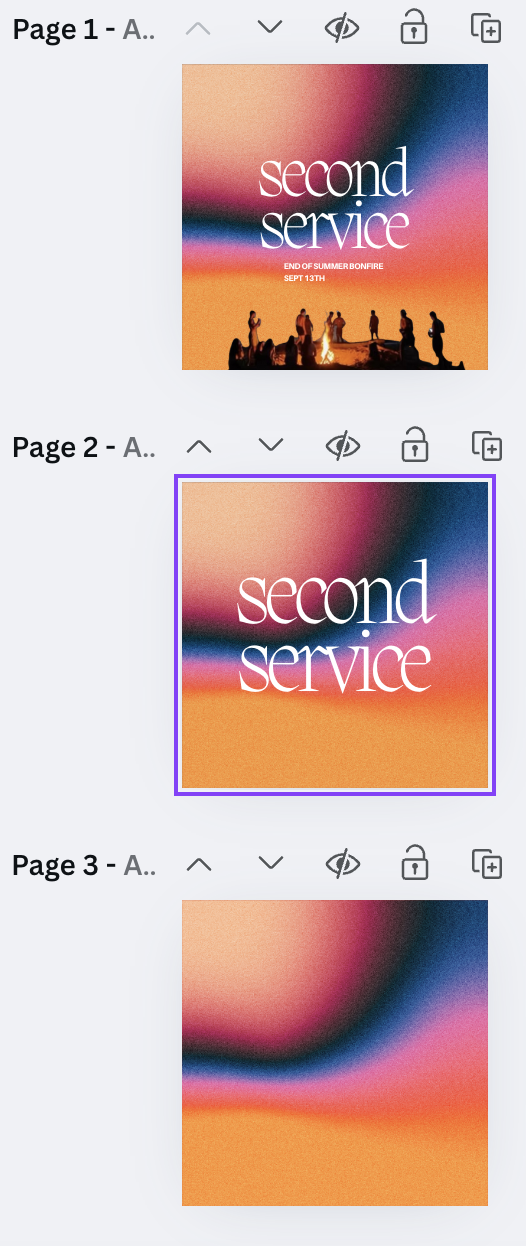 Page 1 - A..
second
service
END OF SUMMER BONFIRE
SEPT 13TH
Page 2 - A..
second
service
Page 3 - A..